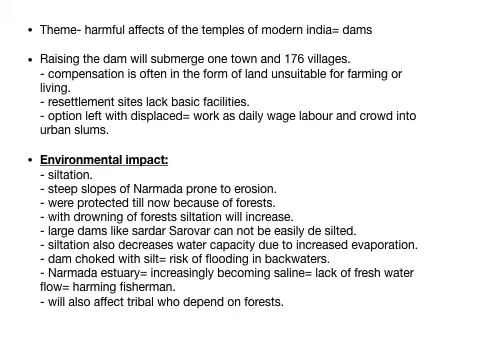 • Theme- harmful affects of the temples of modern india= dams
• Raising the dam will submerge one town and 176 villages.
- compensation is often in the form of land unsuitable for farming or
living.
- resettlement sites lack basic facilities.
- option left with displaced= work as daily wage labour and crowd into
urban slums.
• Environmental impact:
- siltation.
- steep slopes of Narmada prone to erosion.
- were protected till now because of forests.
- with drowning of forests siltation will increase.
- large dams like sardar Sarovar can not be easily de silted.
- siltation also decreases water capacity due to increased evaporation.
- dam choked with silt= risk of flooding in backwaters.
- Narmada estuary= increasingly becoming saline= lack of fresh water
flow= harming fisherman.
- will also affect tribal who depend on forests.